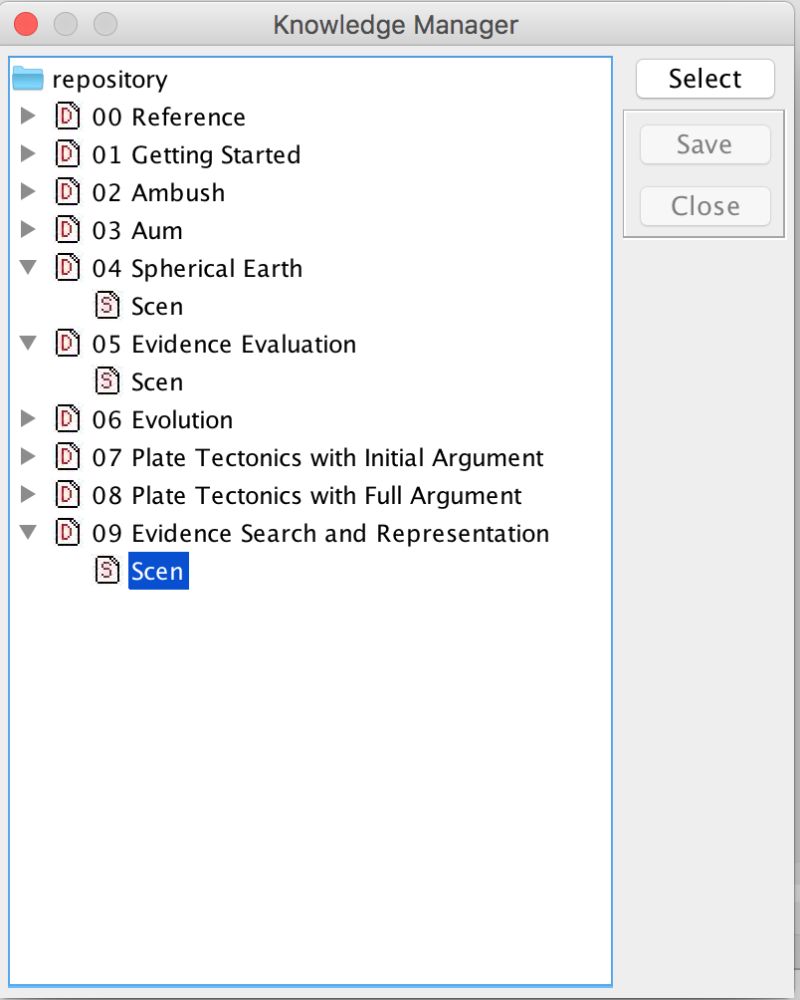 Knowledge Manager
repository
Select
D 00 Reference
D 01 Getting Started
Save
D 02 Ambush
Close
D 03 Aum
D 04 Spherical Earth
S Scen
D 05 Evidence Evaluation
S Scen
D 06 Evolution
D 07 Plate Tectonics with Initial Argument
D 08 Plate Tectonics with Full Argument
D 09 Evidence Search and Representation
S Scen